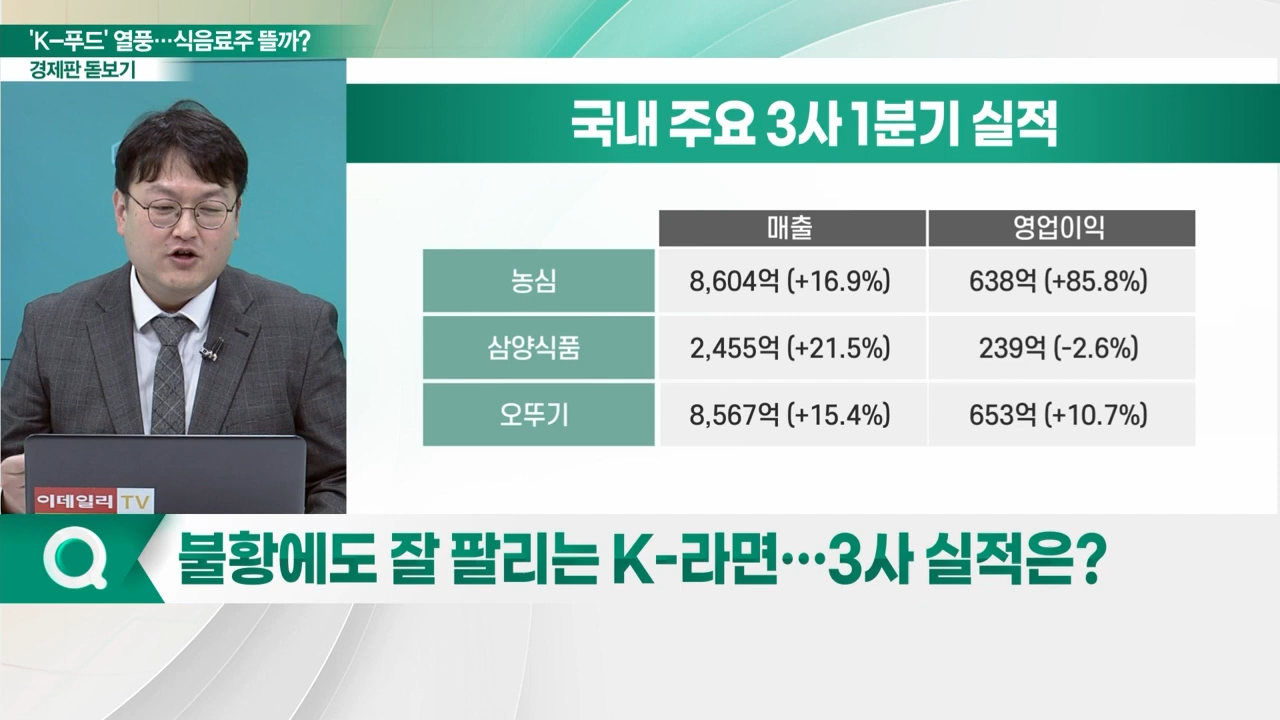 'K-푸드' 열풍…식음료주 뜰까?
경제판 돋보기
국내 주요 3사 1분기 실적
매출 영업이익
농심 8,604억 (+16.9%) 638억 (+85.8%)
삼양식품 2,455억 (+21.5%) 239억 (-2.6%)
오뚜기 8,567억 (+15.4%) 653억 (+10.7%)
이데일리 TV
Q 불황에도 잘 팔리는 K-라면…3사 실적은?